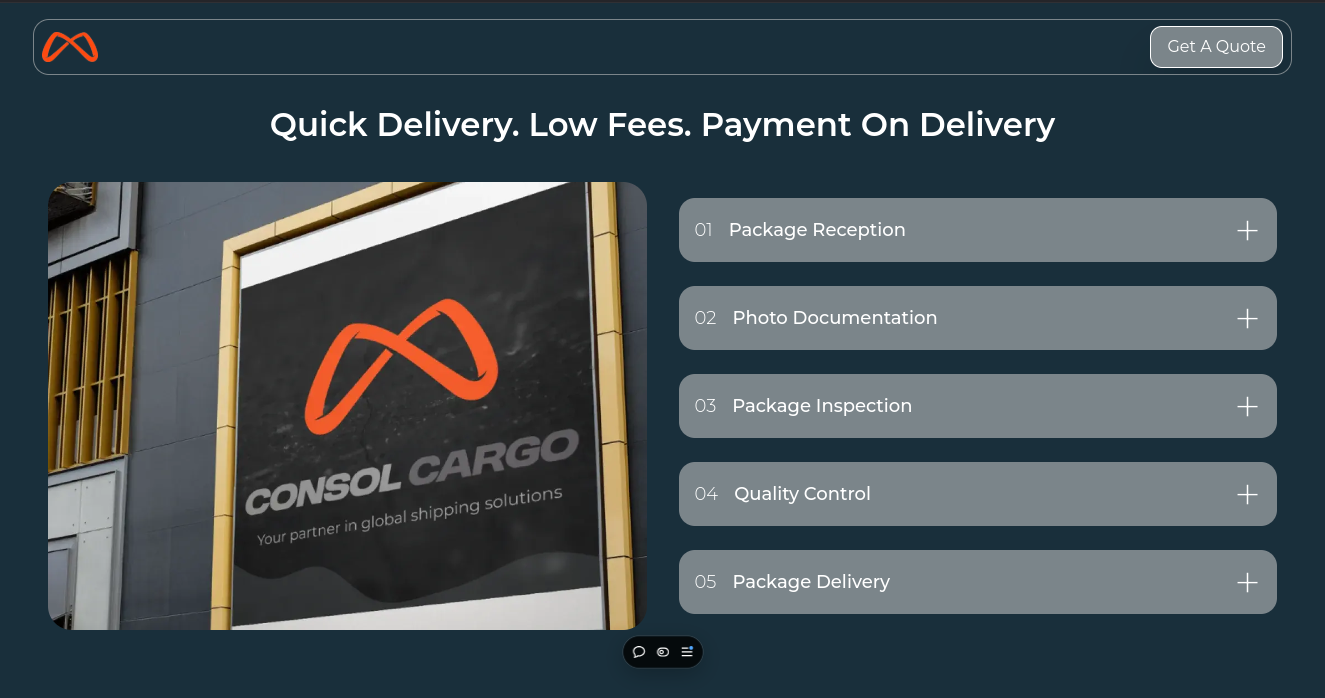 Get A Quote
Quick Delivery. Low Fees. Payment On Delivery
CONSOL CARGO
Your partner in global shipping solutions
01 Package Reception
02 Photo Documentation
03 Package Inspection
04 Quality Control
05 Package Delivery